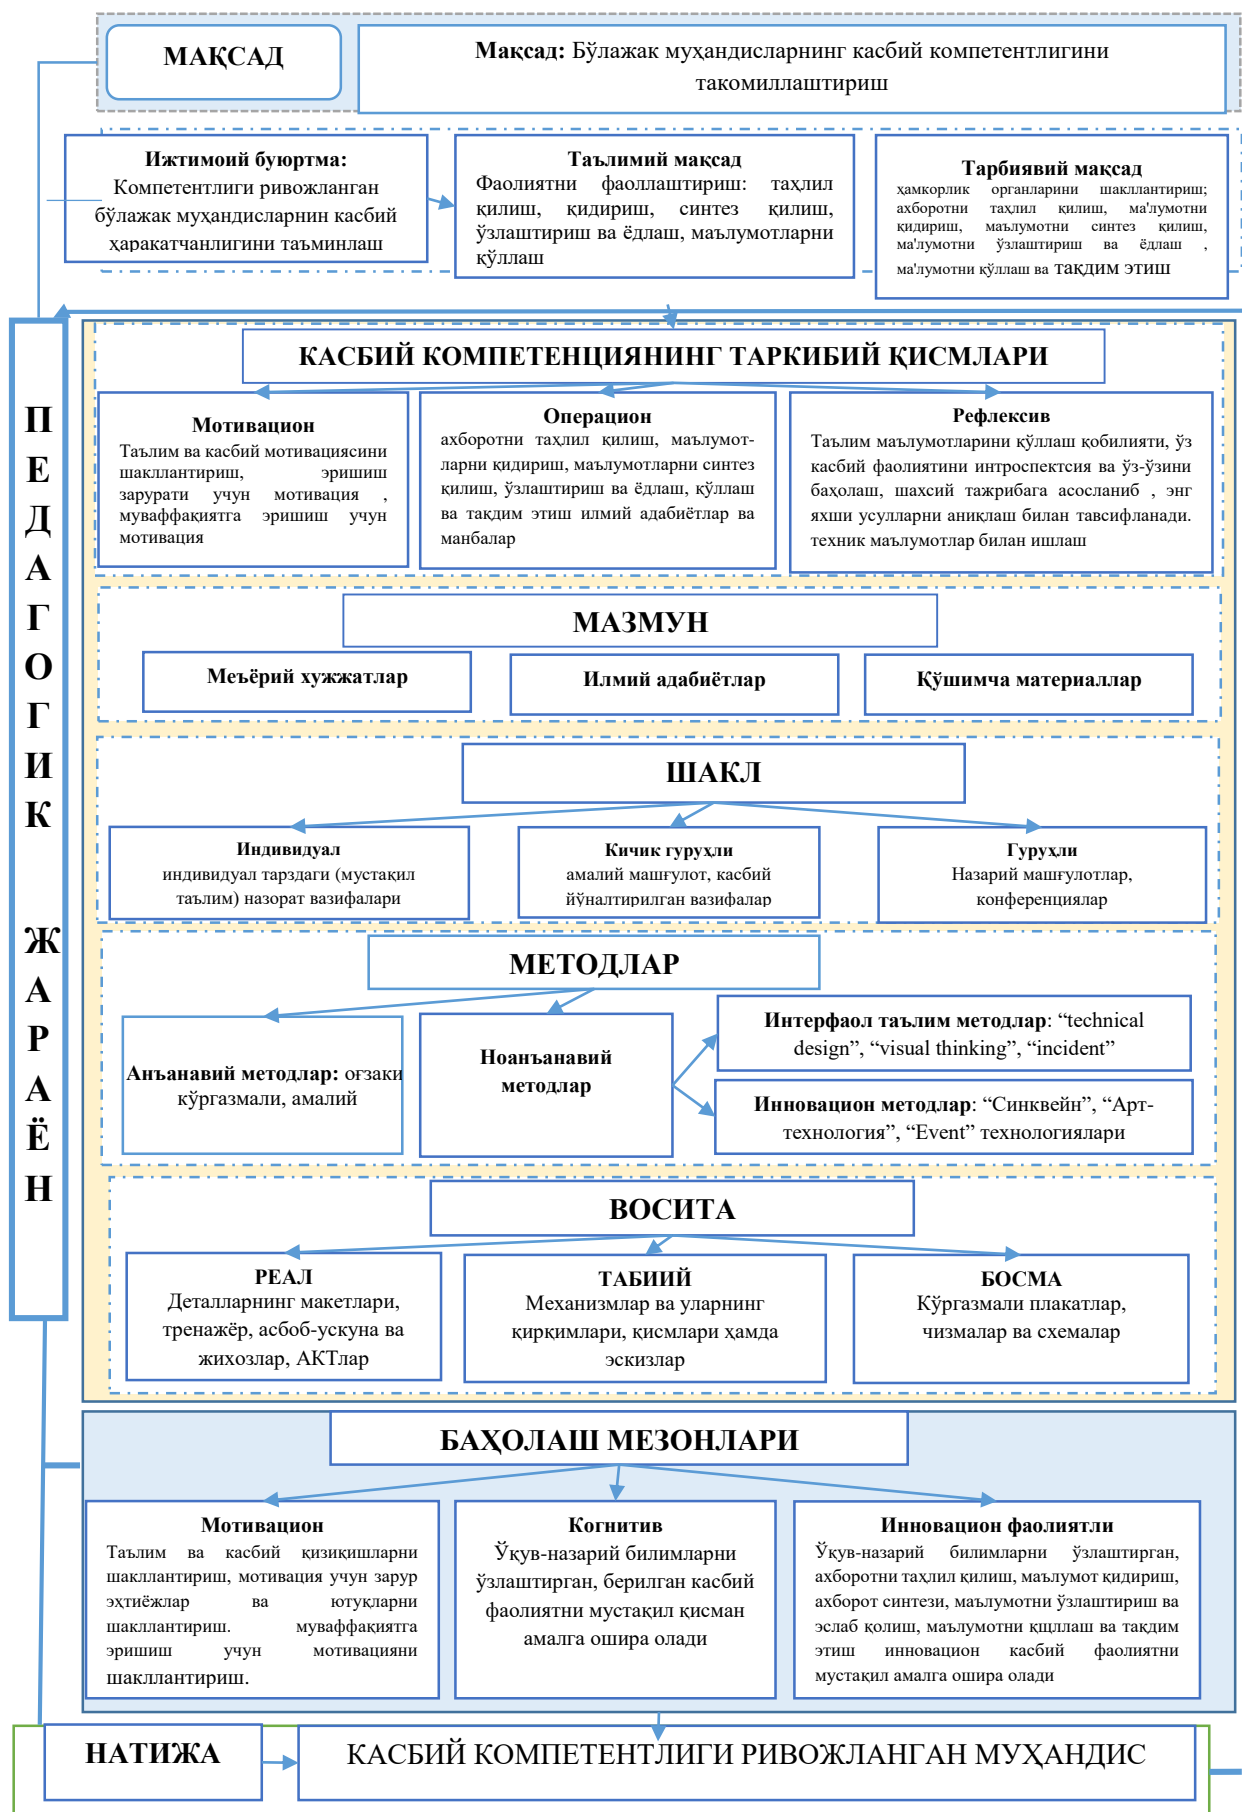 МАҚСАД
Мақсад: Бўлажак муҳандисларнинг касбий компетентлигини
такомиллаштириш
Ижтимоий буюртма:
Компетентлиги ривожланган
бўлажак муҳандисларнин касбий
ҳаракатчанлигини таъминлаш
Таълимий мақсад
Фаолиятни фаоллаштириш: таҳлил
қилиш, қидириш, синтез қилиш,
ўзлаштириш ва ёдлаш, маълумотларни
қўллаш
Тарбиявий мақсад
ҳамкорлик органларини шакллантириш;
ахборотни таҳлил қилиш, ма'лумотни
қидириш, маълумотни синтез қилиш,
ма'лумотни ўзлаштириш ва ёдлаш ,
ма'лумотни қўллаш ва тақдим этиш
ПЕДАГОГИК ЖАРАЁН
КАСБИЙ КОМПЕТЕНЦИЯНИНГ ТАРКИБИЙ ҚИСМЛАРИ
Мотивацион
Таълим ва касбий мотивациясини
шакллантириш, эришиш
зарурати учун мотивация ,
муваффақиятга эришиш учун
мотивация
Операцион
ахборотни таҳлил қилиш, маълумот-
ларни қидириш, маълумотларни синтез
қилиш, ўзлаштириш ва ёдлаш, қўллаш
ва тақдим этиш илмий адабиётлар ва
манбалар
Рефлексив
Таълим маълумотларини қўллаш қобилияти, ўз
касбий фаолиятини интроспектсия ва ўз-ўзини
баҳолаш, шахсий тажрибага асосланиб , энг
яхши усулларни аниқлаш билан тавсифланади.
техник маълумотлар билан ишлаш
МАЗМУН
Меъёрий хужжатлар
Илмий адабиётлар
Қўшимча материаллар
ШАКЛ
Индивидуал
индивидуал тарздаги (мустақил
таълим) назорат вазифалари
Кичик гуруҳли
амалий машғулот, касбий
йўналтирилган вазифалар
Гуруҳли
Назарий машғулотлар,
конференциялар
МЕТОДЛАР
Анъанавий методлар: оғзаки
кўргазмали, амалий
Ноанъанавий
методлар
Интерфаол таълим методлар: “technical
design”, “visual thinking”, “incident”
Инновацион методлар: “Синквейн”, “Арт-
технология”, “Event” технологиялари
ВОСИТА
РЕАЛ
Деталларнинг макетлари,
тренажёр, асбоб-ускуна ва
жихозлар, АКТлар
ТАБИИЙ
Механизмлар ва уларнинг
қирқимлари, қисмлари ҳамда
эскизлар
БОСМА
Кўргазмали плакатлар,
чизмалар ва схемалар
БАҲОЛАШ МЕЗОНЛАРИ
Мотивацион
Таълим ва касбий қизиқишларни
шакллантириш, мотивация учун зарур
эҳтиёжлар ва ютуқларни
шакллантириш. муваффақиятга
эришиш учун мотивацияни
шакллантириш.
Когнитив
Ўқув-назарий билимларни
ўзлаштирган, берилган касбий
фаолиятни мустақил қисман
амалга ошира олади
Инновацион фаолиятли
Ўқув-назарий билимларни ўзлаштирган,
ахборотни таҳлил қилиш, маълумот қидириш,
ахборот синтези, маълумотни ўзлаштириш ва
эслаб қолиш, маълумотни қщллаш ва тақдим
этиш инновацион касбий фаолиятни
мустақил амалга ошира олади
НАТИЖА
КАСБИЙ КОМПЕТЕНТЛИГИ РИВОЖЛАНГАН МУҲАНДИС